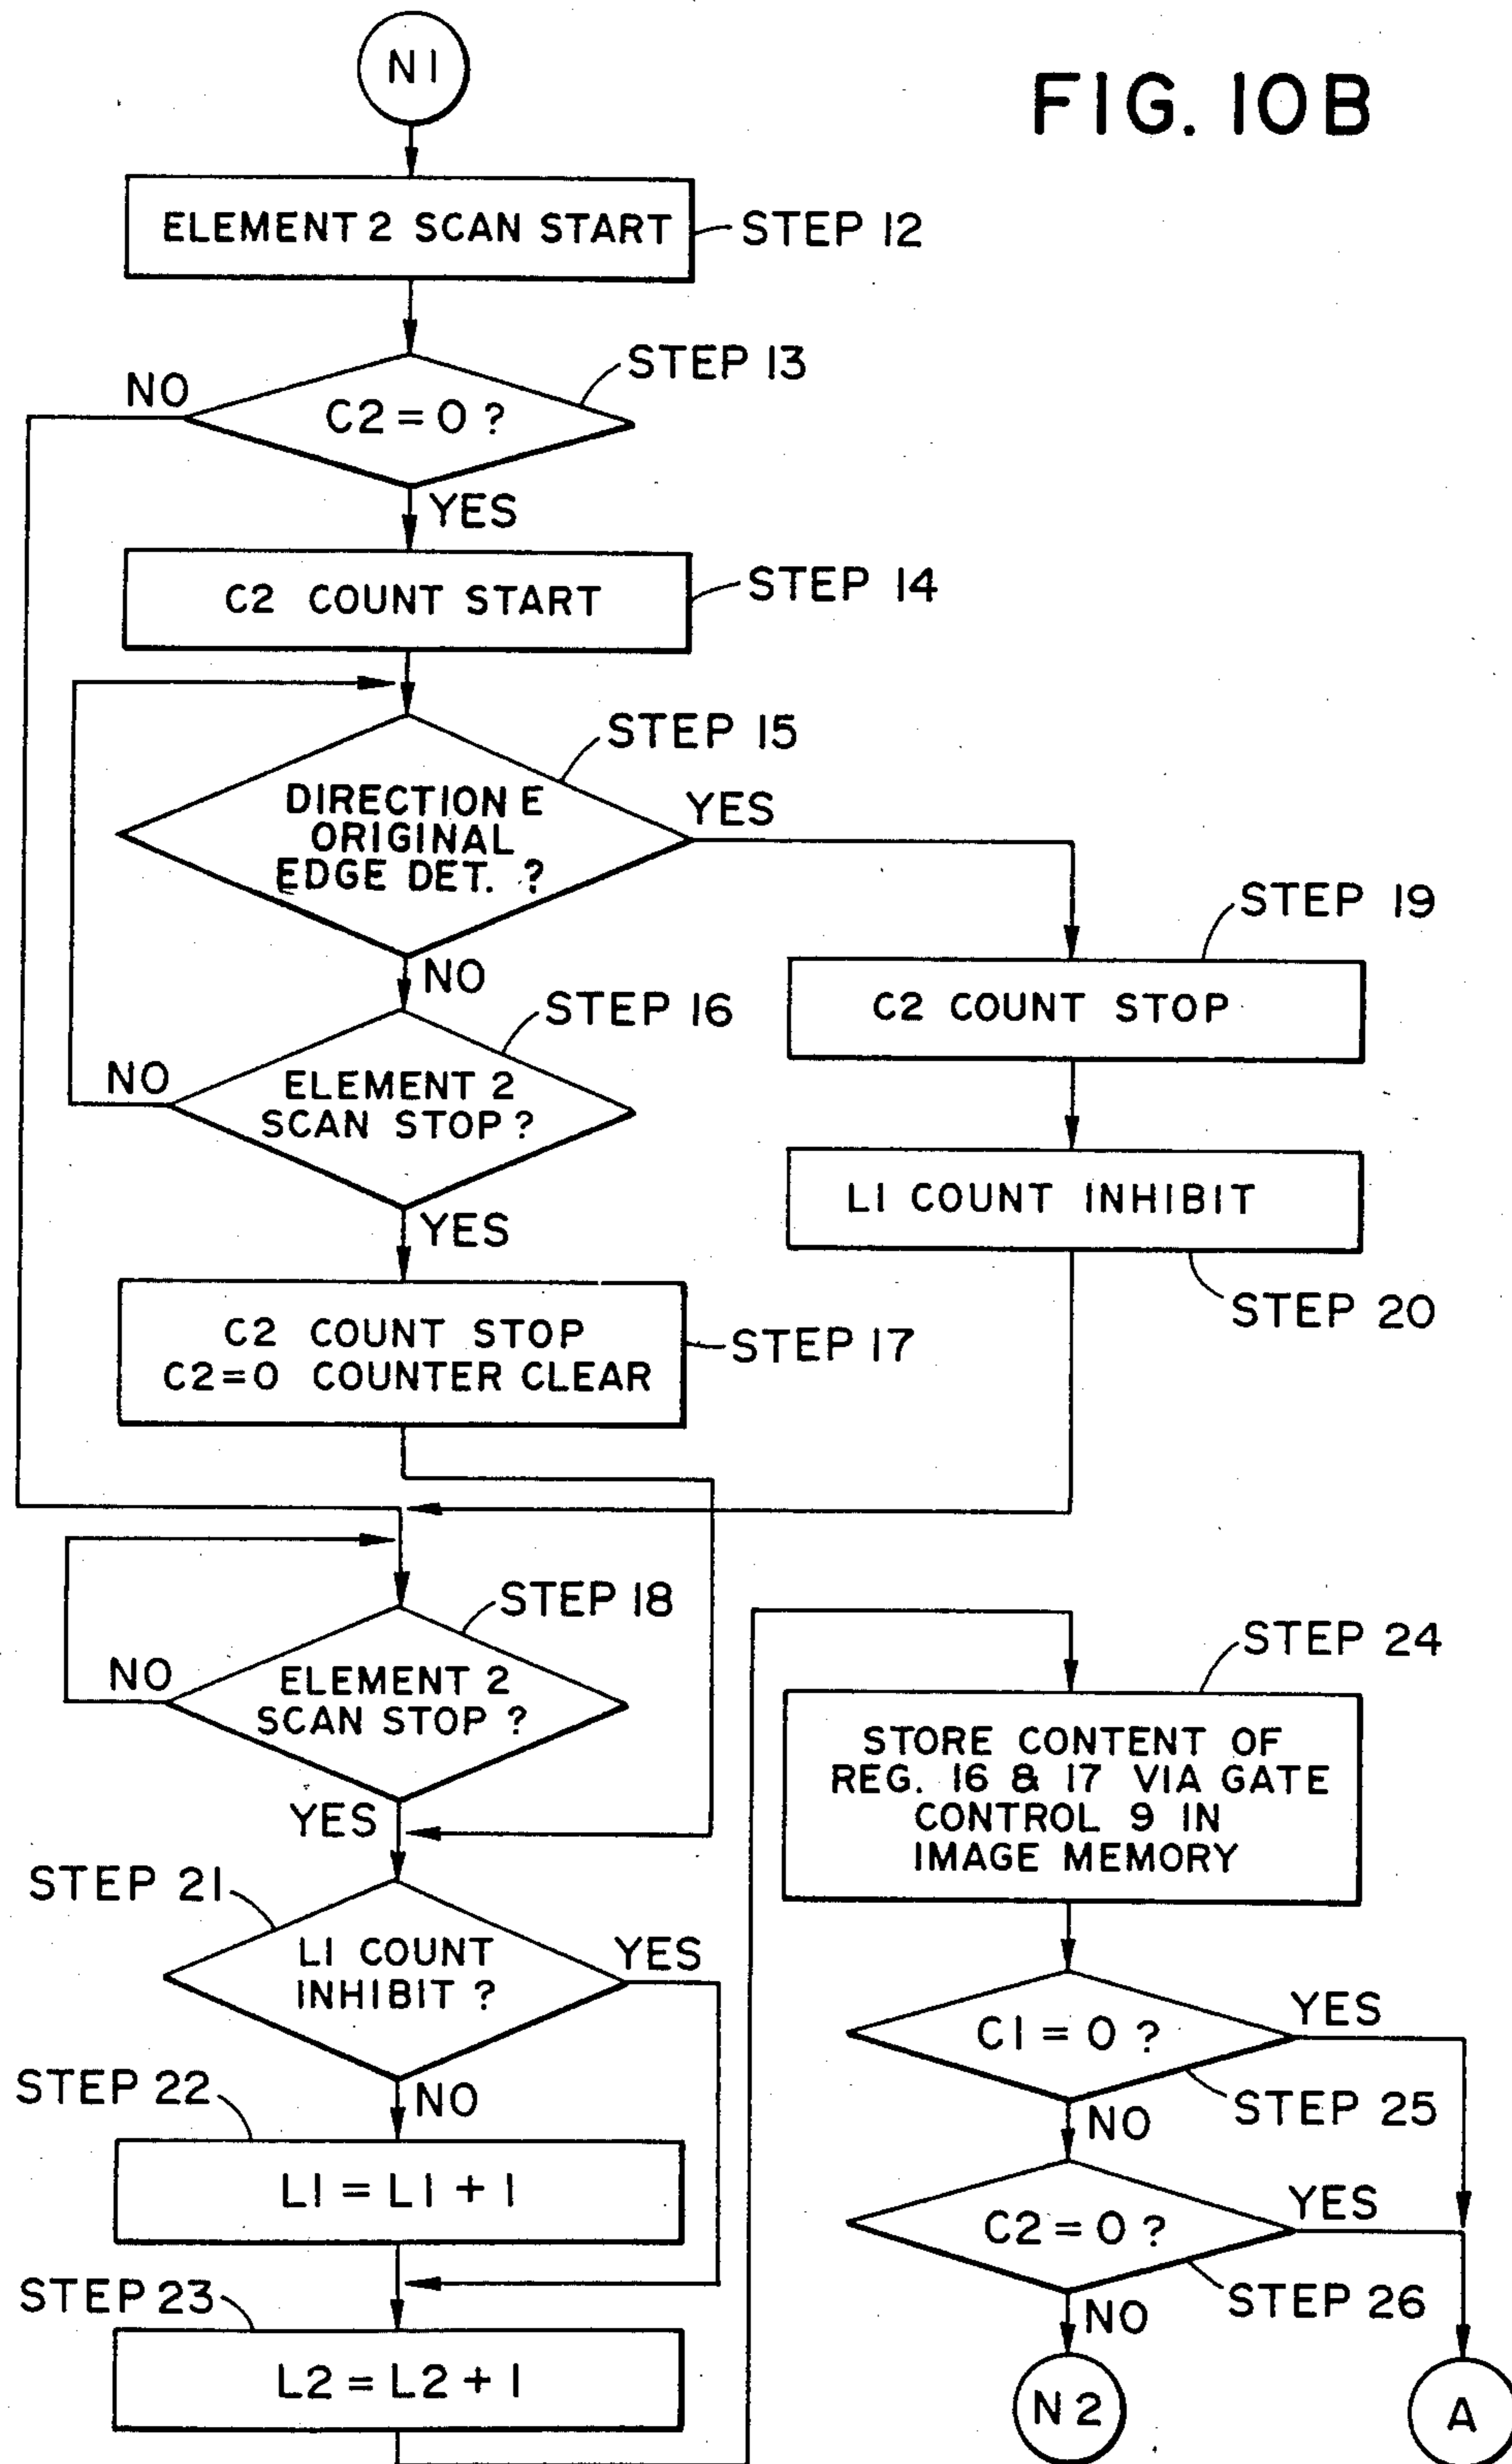 N1
FIG. 10B
ELEMENT 2 SCAN START
STEP 12
STEP 13
NO
C2 = 0 ?
YES
C2 COUNT START
STEP 14
STEP 15
DIRECTION E
ORIGINAL
EDGE DET. ?
YES
NO
STEP 19
C2 COUNT STOP
STEP 16
NO
ELEMENT 2
SCAN STOP ?
YES
L1 COUNT INHIBIT
STEP 20
C2 COUNT STOP
C2=0 COUNTER CLEAR
STEP 17
STEP 18
NO
ELEMENT 2
SCAN STOP ?
YES
STEP 21
L1 COUNT
INHIBIT ?
YES
NO
STEP 22
L1 = L1 + 1
STEP 23
L2 = L2 + 1
STEP 24
STORE CONTENT OF
REG. 16 & 17 VIA GATE
CONTROL 9 IN
IMAGE MEMORY
C1 = 0 ?
YES
STEP 25
NO
C2 = 0 ?
YES
STEP 26
NO
N2
A